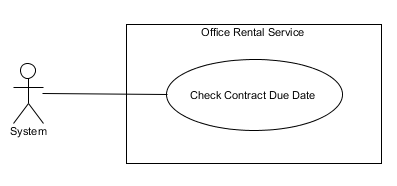 Office Rental Service
Check Contract Due Date
System